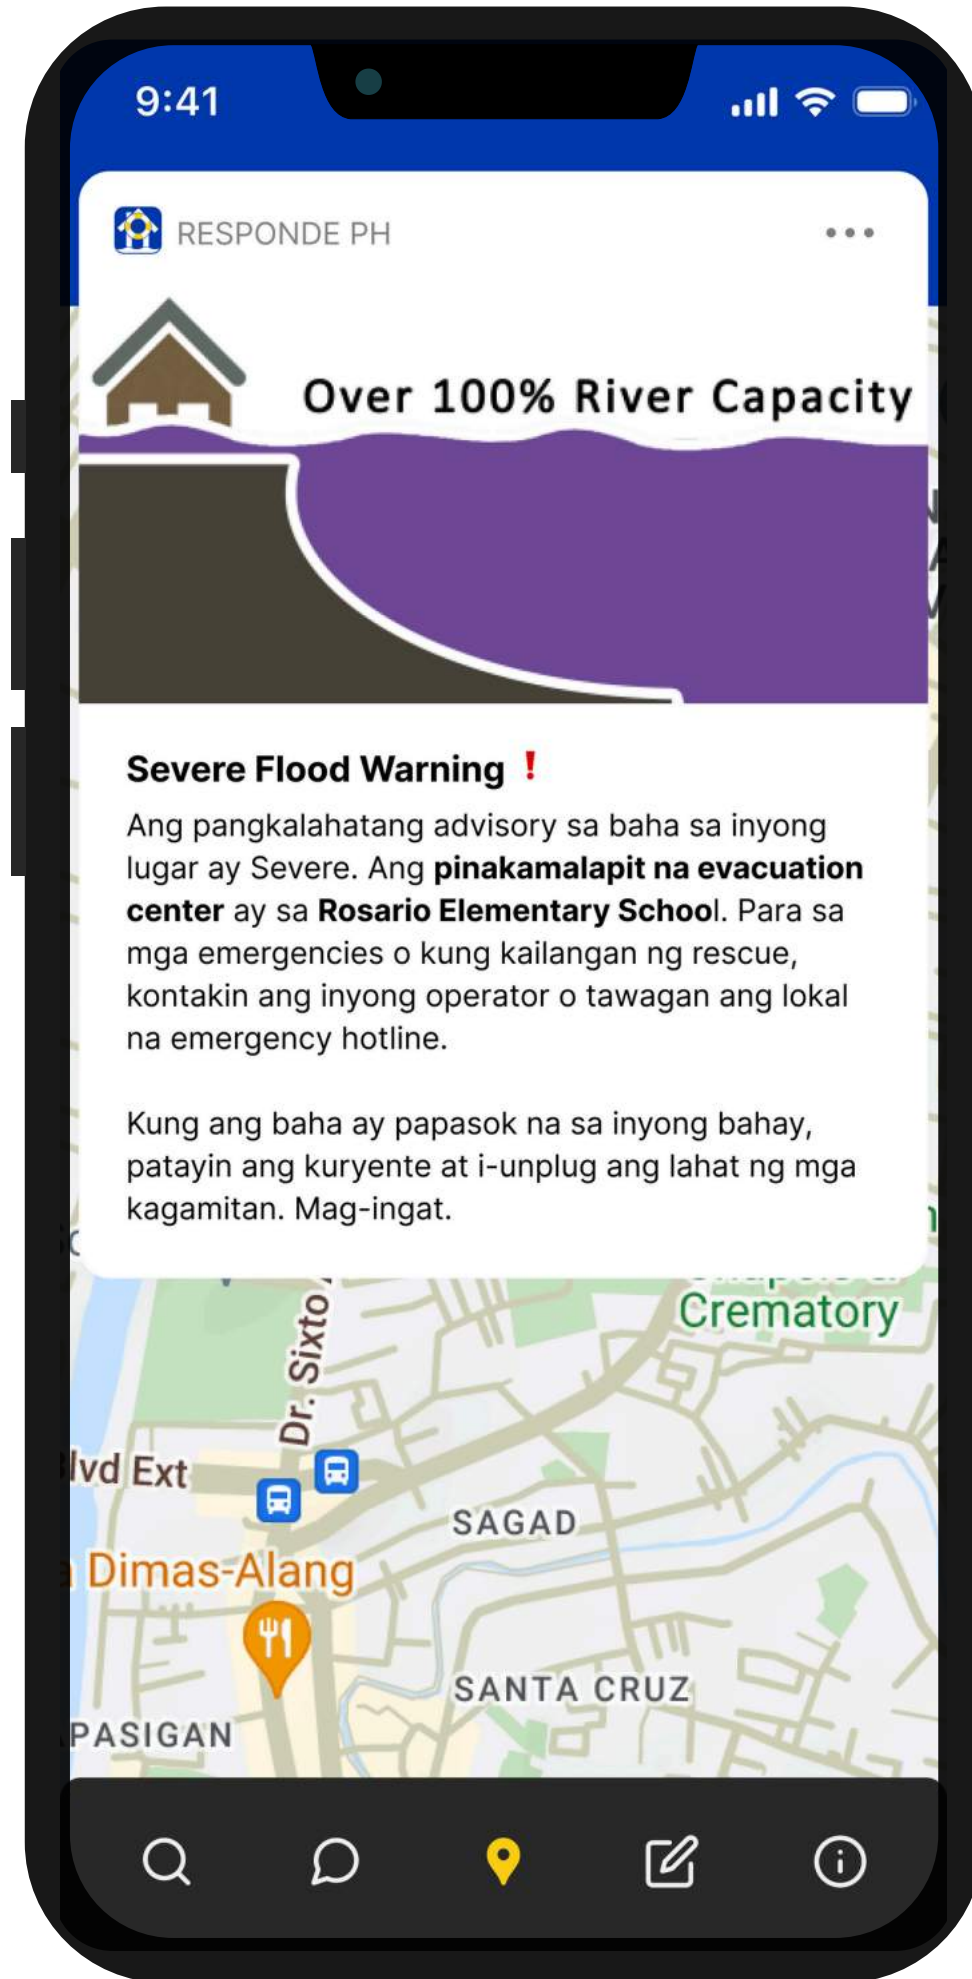 9:41
RESPONDE PH
Over 100% River Capacity
Severe Flood Warning❗
Ang pangkalahatang advisory sa baha sa inyong
lugar ay Severe. Ang pinakamalapit na evacuation
center ay sa Rosario Elementary School. Para sa
mga emergencies o kung kailangan ng rescue,
kontakin ang inyong operator o tawagan ang lokal
na emergency hotline.
Kung ang baha ay papasok na sa inyong bahay,
patayin ang kuryente at i-unplug ang lahat ng mga
kagamitan. Mag-ingat.
Crematory
Dr. Sixto
lvd Ext
SAGAD
Dimas-Alang
SANTA CRUZ
PASIGAN